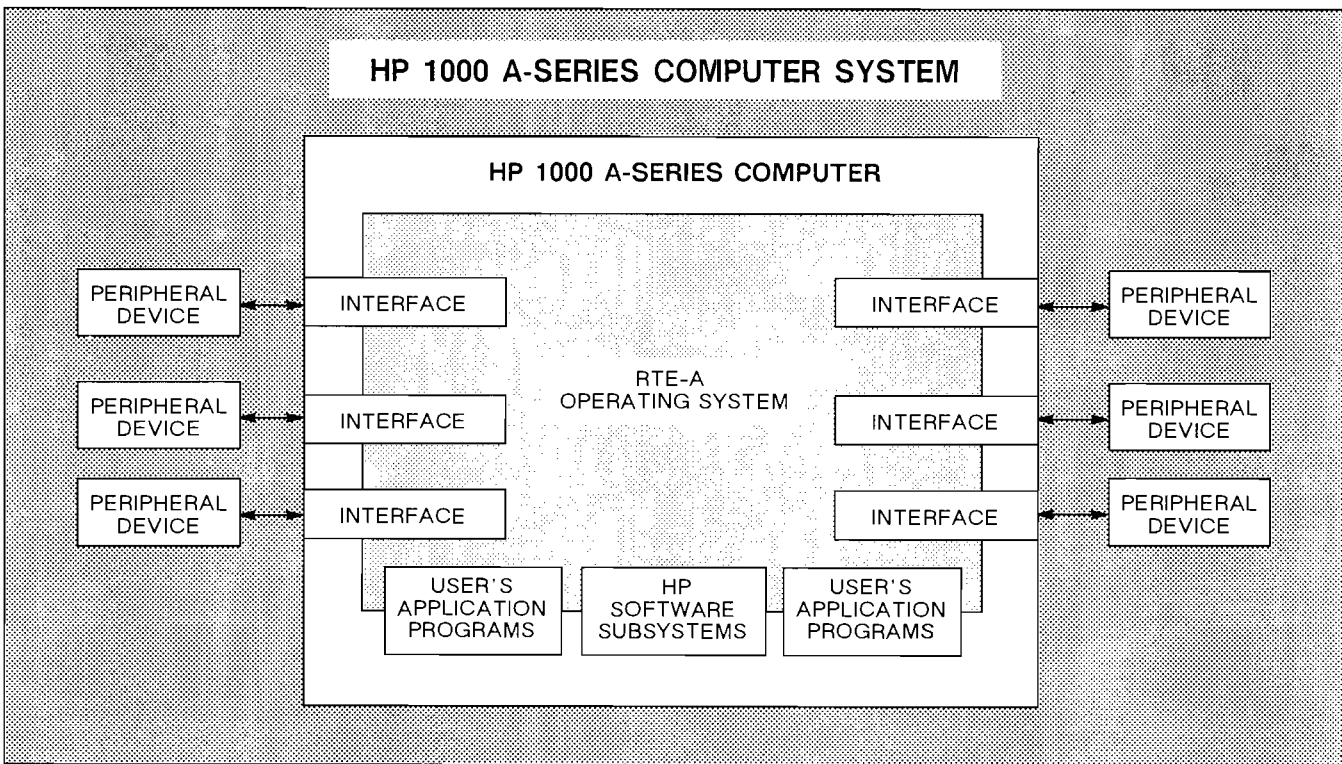 HP 1000 A-SERIES COMPUTER SYSTEM
HP 1000 A-SERIES COMPUTER
PERIPHERAL
DEVICE
INTERFACE
INTERFACE
PERIPHERAL
DEVICE
RTE-A
OPERATING SYSTEM
PERIPHERAL
DEVICE
INTERFACE
INTERFACE
PERIPHERAL
DEVICE
PERIPHERAL
DEVICE
INTERFACE
INTERFACE
PERIPHERAL
DEVICE
USER'S
APPLICATION
PROGRAMS
HP
SOFTWARE
SUBSYSTEMS
USER'S
APPLICATION
PROGRAMS